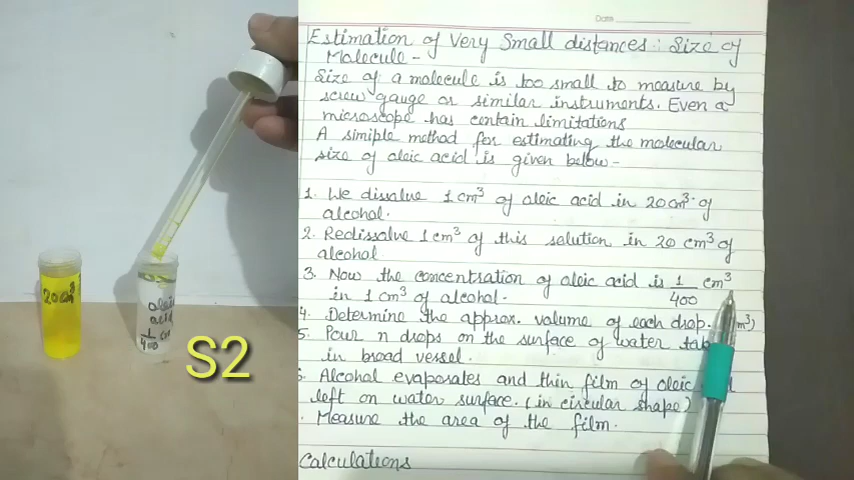 20cm³
oleic
acid
1/400 cm
S2
Date
Estimation of Very Small distances: Size of
Molecule -
Size of a molecule is too small to measure by
screw gauge or similar instruments. Even a
microscope has certain limitations
A simiple method for estimating the molecular
size of oleic acid is given below -
1. We dissolve 1 cm³ of oleic acid in 20 cm³ of
alcohol.
2. Redissolve 1 cm³ of this solution in 20 cm³ of
alcohol
3. Now the concentration of oleic acid is 1/400 cm³
in 1 cm³ of alcohol.
4. Determine the approx. volume of each drop. m³)
5. Pour n drops on the surface of water
in broad vessel.
Alcohol evaporates and thin film of oleic
left on water surface. (in circular shape)
. Measure the area of the film.
Calculations